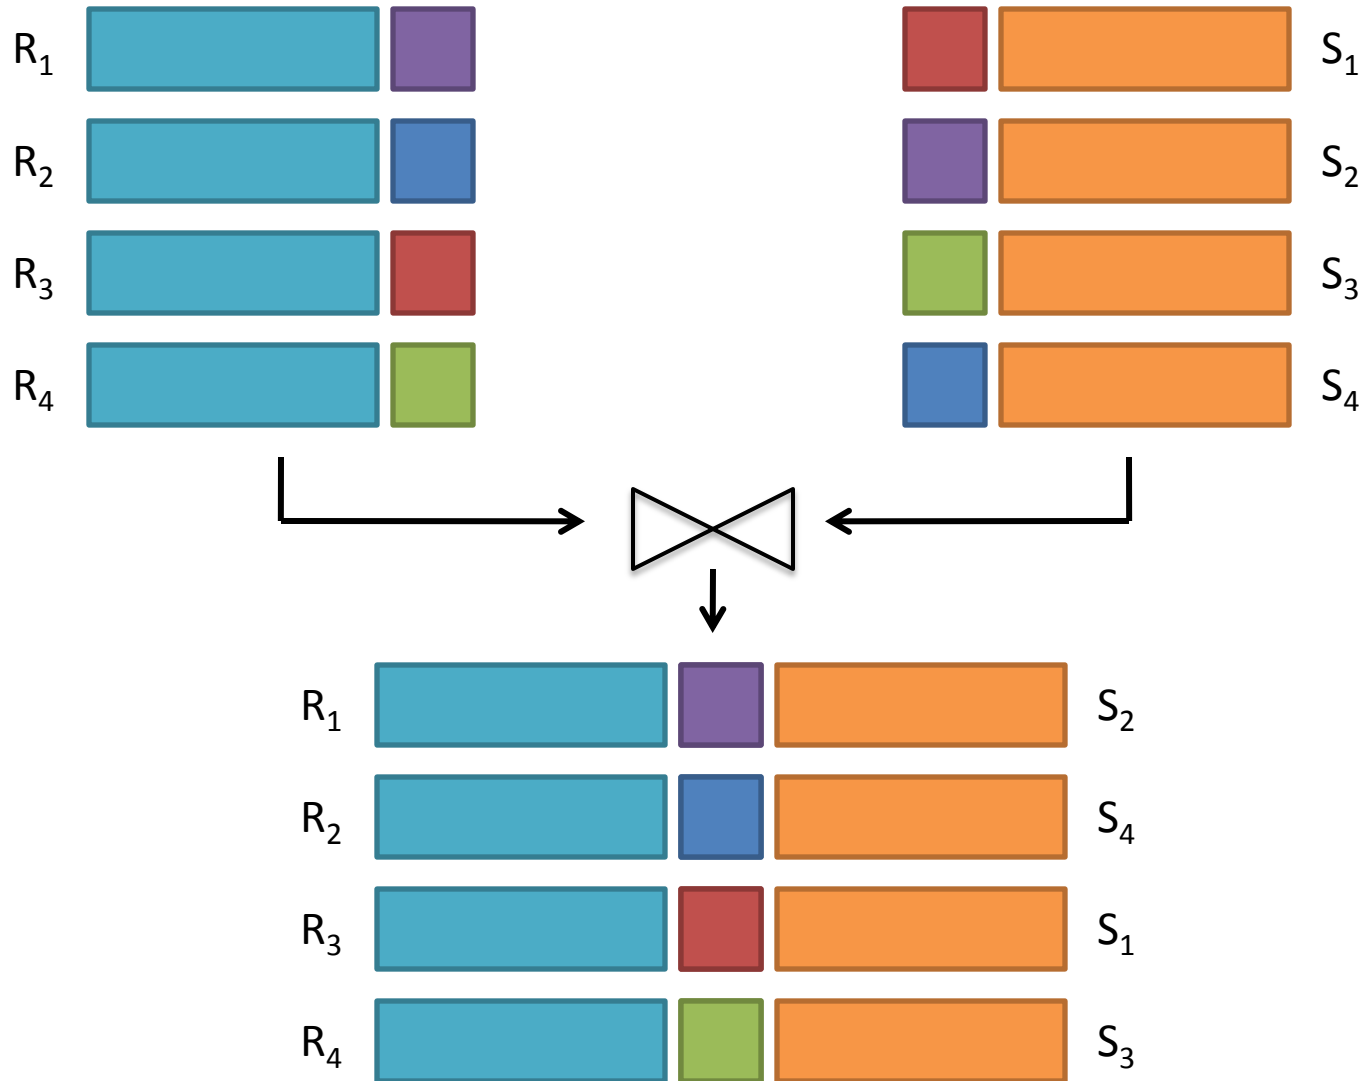 R₁ S₁
R₂ S₂
R₃ S₃
R₄ S₄
R₁ S₂
R₂ S₄
R₃ S₁
R₄ S₃